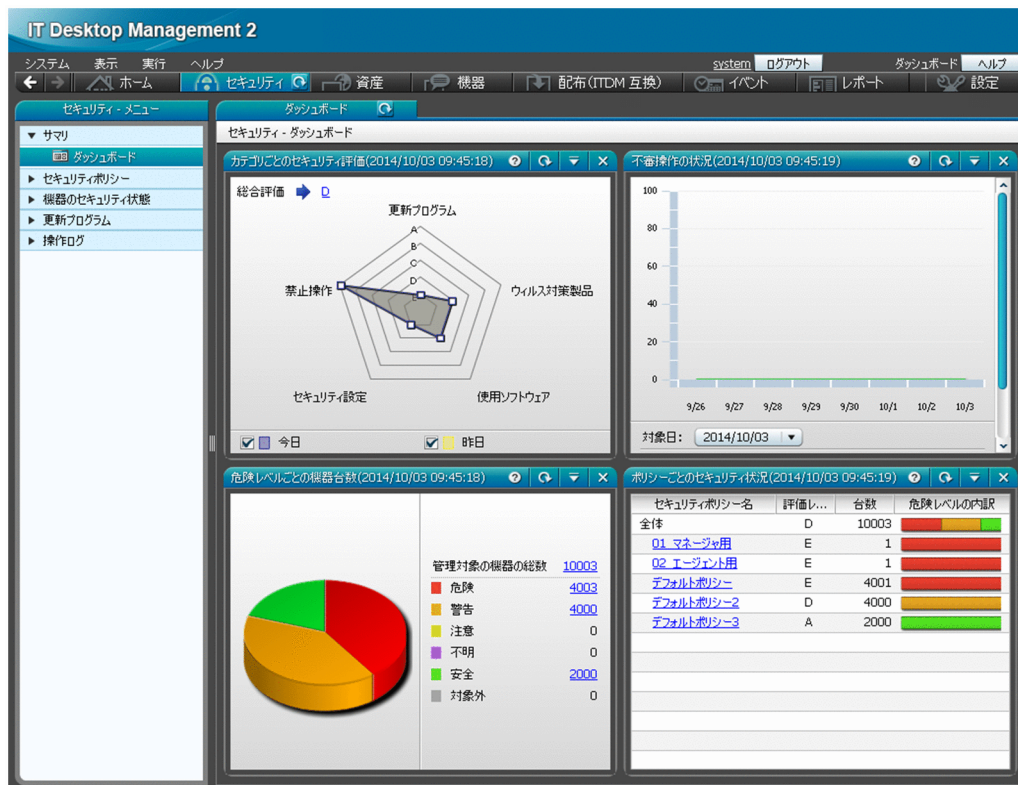 IT Desktop Management 2
システム 表示 実行 ヘルプ
system ログアウト ダッシュボード ヘルプ
ホーム セキュリティ 資産 機器 配布(ITDM 互換) イベント レポート 設定
セキュリティ - メニュー
▼ サマリ
ダッシュボード
▶ セキュリティポリシー
▶ 機器のセキュリティ状態
▶ 更新プログラム
▶ 操作ログ
ダッシュボード
セキュリティ - ダッシュボード
カテゴリごとのセキュリティ評価(2014/10/03 09:45:18)
総合評価 D
更新プログラム
A
B
C
D
E
禁止操作
ウィルス対策製品
セキュリティ設定
使用ソフトウェア
今日 昨日
不審操作の状況(2014/10/03 09:45:19)
100
80
60
40
20
0
9/26 9/27 9/28 9/29 9/30 10/1 10/2 10/3
対象日: 2014/10/03
危険レベルごとの機器台数(2014/10/03 09:45:18)
管理対象の機器の総数 10003
危険 4003
警告 4000
注意 0
不明 0
安全 2000
対象外 0
ポリシーごとのセキュリティ状況(2014/10/03 09:45:19)
セキュリティポリシー名 評価レ... 台数 危険レベルの内訳
全体 D 10003
01_マネージャ用 E 1
02_エージェント用 E 1
デフォルトポリシー E 4001
デフォルトポリシー2 D 4000
デフォルトポリシー3 A 2000